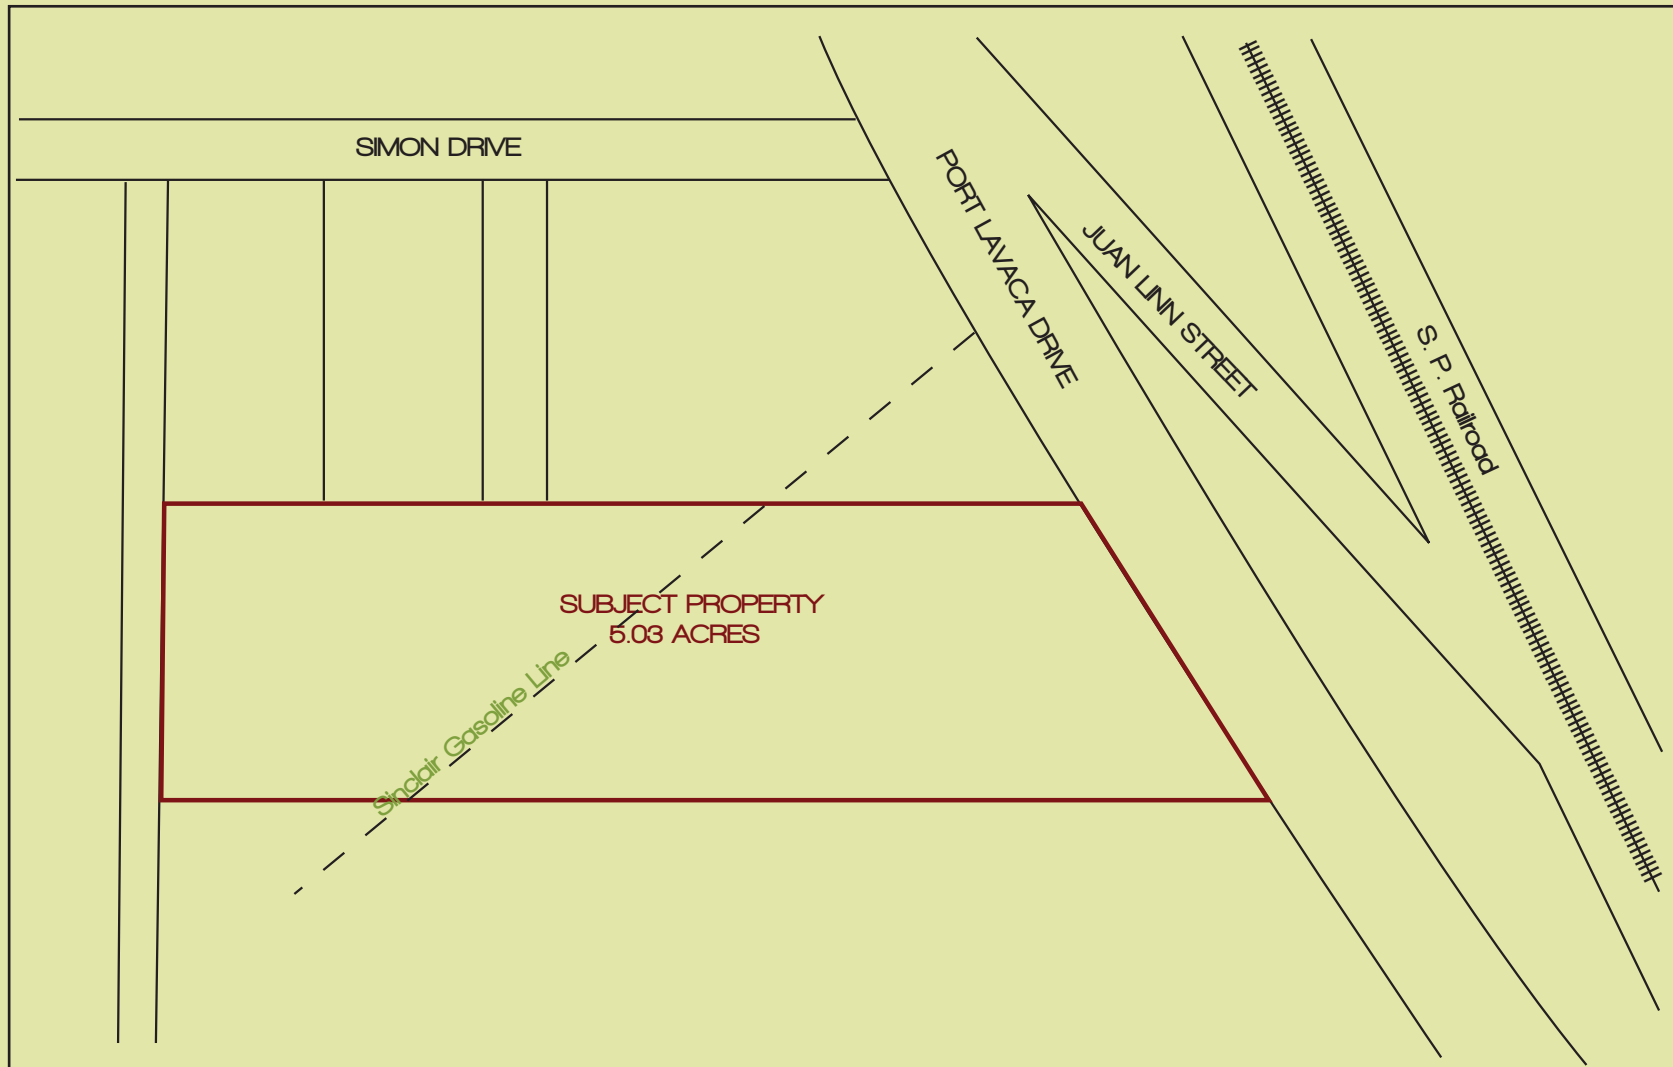 SIMON DRIVE
PORT LAVACA DRIVE
JUAN LINN STREET
S. P. Railroad
SUBJECT PROPERTY
5.03 ACRES
Sinclair Gasoline Line